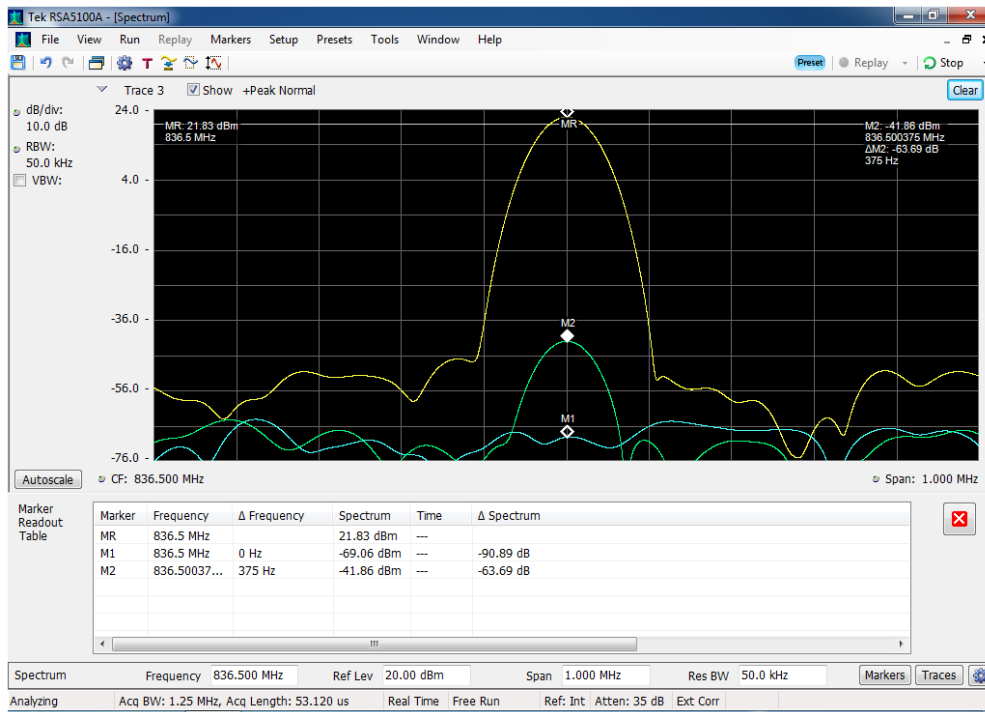 Tek RSA5100A - [Spectrum]
File View Run Replay Markers Setup Presets Tools Window Help
T Preset Replay Stop
Trace 3 Show +Peak Normal Clear
dB/div:
10.0 dB
RBW:
50.0 kHz
VBW:
24.0 -
4.0 -
-16.0 -
-36.0 -
-56.0 -
-76.0 -
MR: 21.83 dBm
836.5 MHz
MR
M2: -41.86 dBm
836.500375 MHz
ΔM2: -63.69 dB
375 Hz
M2
M1
Autoscale CF: 836.500 MHz Span: 1.000 MHz
Marker
Readout
Table
Marker Frequency Δ Frequency Spectrum Time Δ Spectrum
MR 836.5 MHz 21.83 dBm ---
M1 836.5 MHz 0 Hz -69.06 dBm --- -90.89 dB
M2 836.50037... 375 Hz -41.86 dBm --- -63.69 dB
Spectrum Frequency 836.500 MHz Ref Lev 20.00 dBm Span 1.000 MHz Res BW 50.0 kHz Markers Traces
Analyzing Acq BW: 1.25 MHz, Acq Length: 53.120 us Real Time Free Run Ref: Int Atten: 35 dB Ext Corr